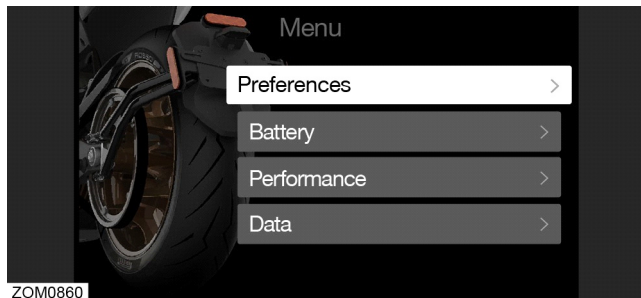 Menu
Preferences
Battery
Performance
Data
ZOM0860